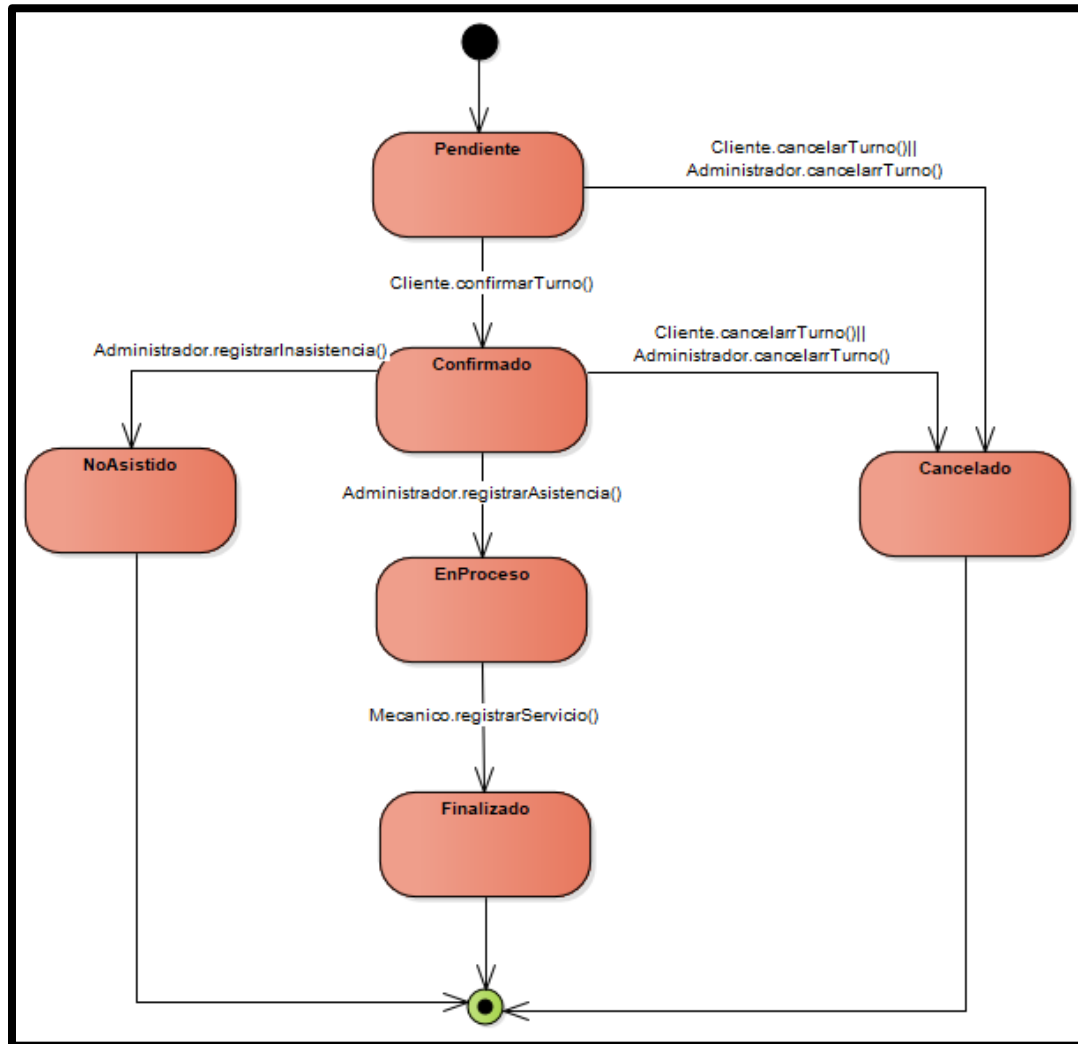 Pendiente
Cliente.cancelarTurno()||
Administrador.cancelarrTurno()
Cliente.confirmarTurno()
Cliente.cancelarrTurno()||
Administrador.cancelarrTurno()
Administrador.registrarInasistencia()
Confirmado
NoAsistido
Cancelado
Administrador.registrarAsistencia()
EnProceso
Mecanico.registrarServicio()
Finalizado